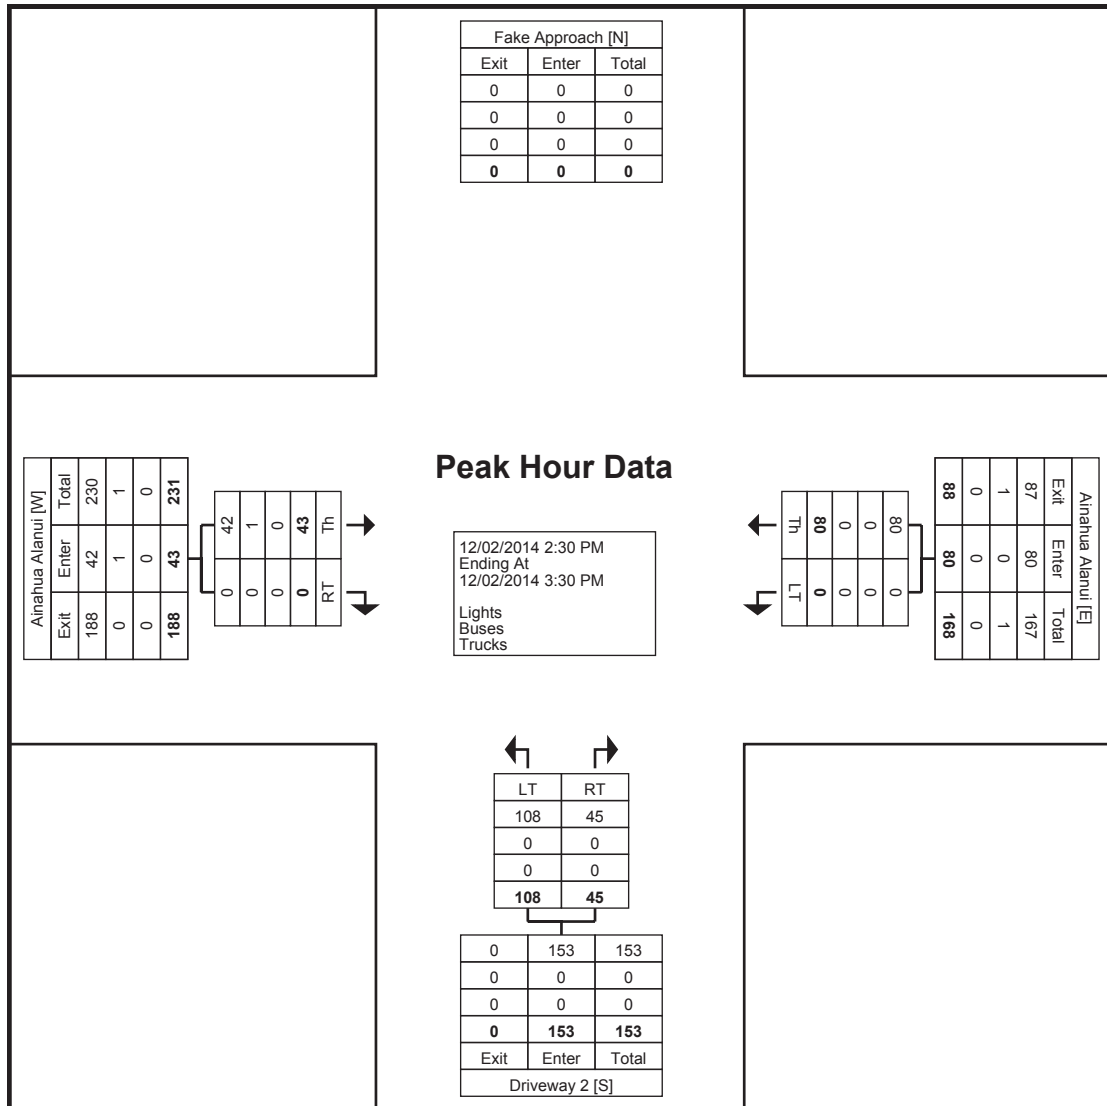 Fake Approach [N]
Exit Enter Total
0 0 0
0 0 0
0 0 0
0 0 0
Peak Hour Data
Ainahua Alanui [W]
Total 230 1 0 231
Enter 42 1 0 43
Exit 188 0 0 188
42 1 0 43 Th
0 0 0 0 RT
12/02/2014 2:30 PM
Ending At
12/02/2014 3:30 PM
Lights
Buses
Trucks
Th 80 0 0 80
LT 0 0 0 0
Ainahua Alanui [E]
Exit Enter Total
87 80 167
1 0 1
0 0 0
88 80 168
LT RT
108 45
0 0
0 0
108 45
0 153 153
0 0 0
0 0 0
0 153 153
Exit Enter Total
Driveway 2 [S]